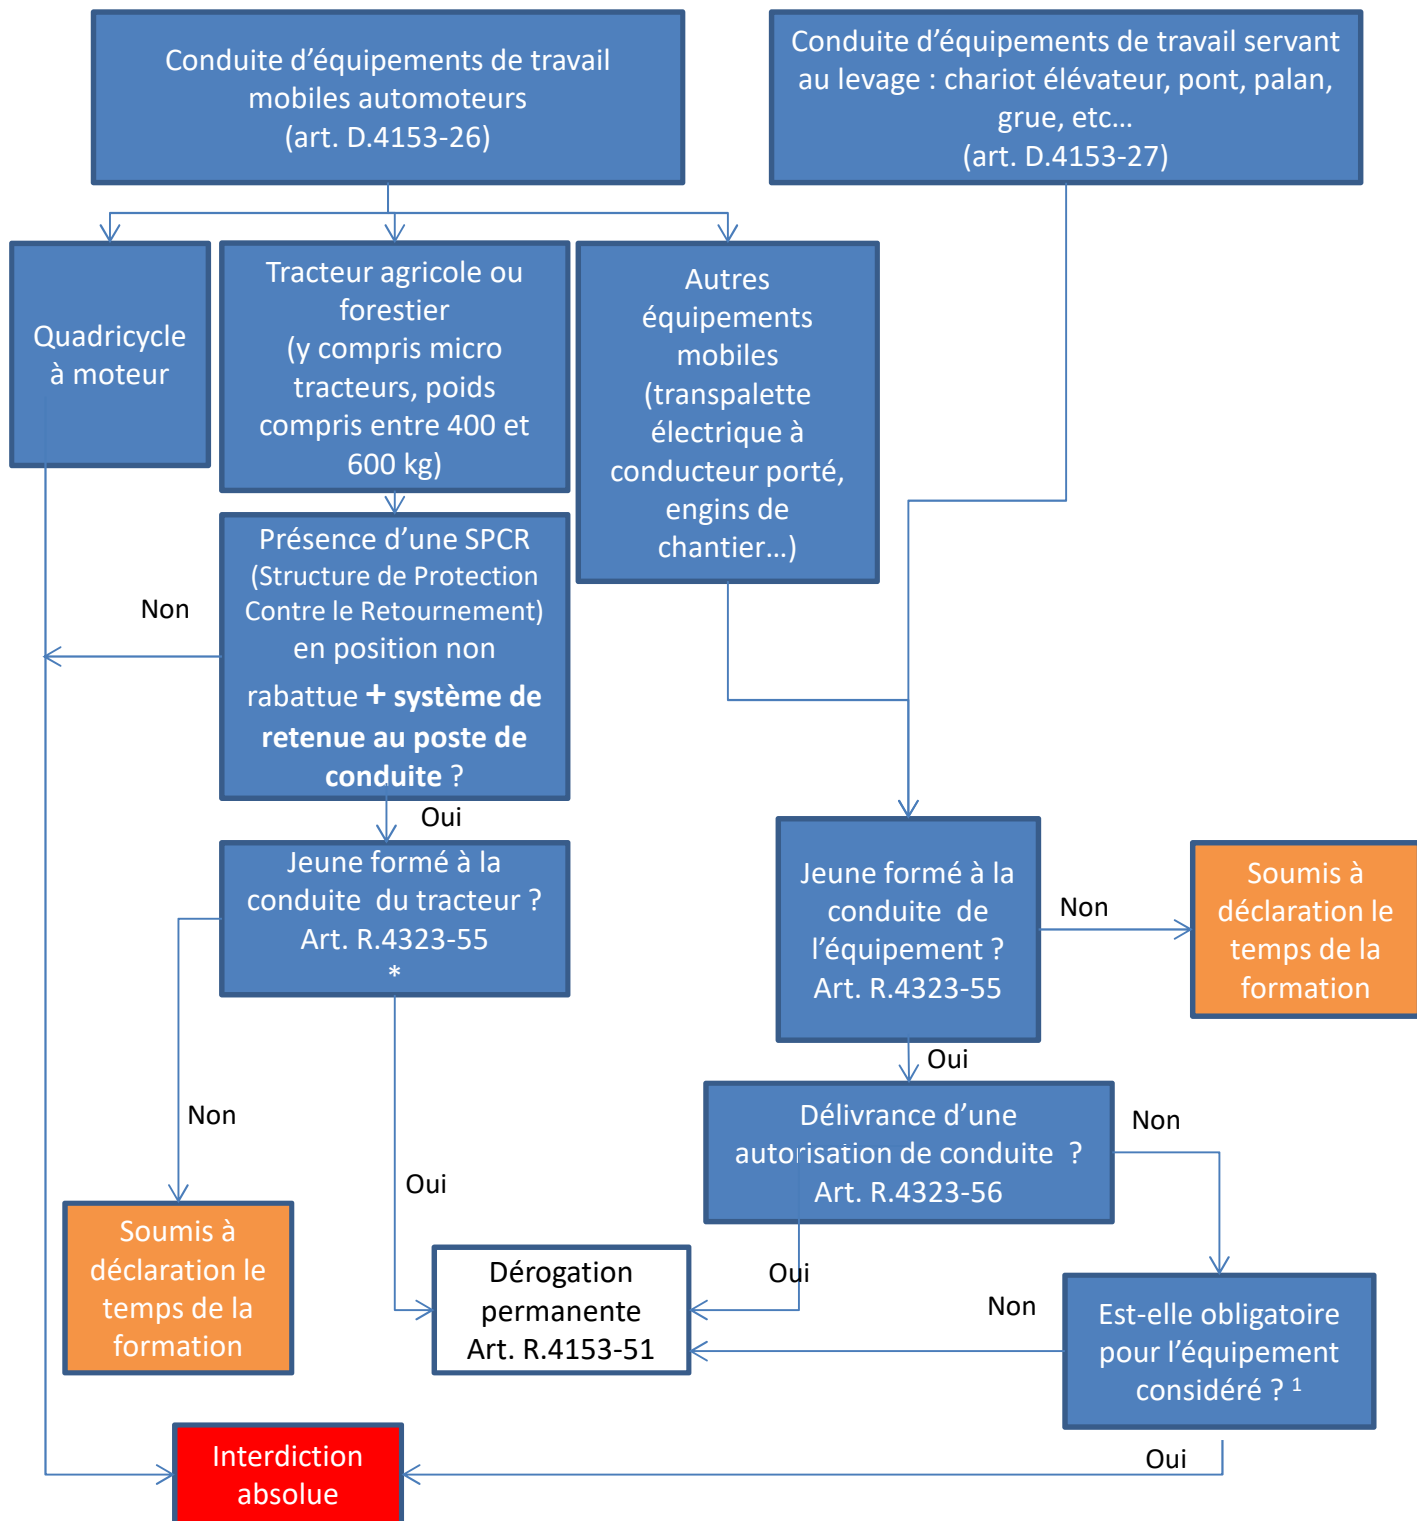 Conduite d’équipements de travail
mobiles automoteurs
(art. D.4153-26)
Conduite d’équipements de travail servant
au levage : chariot élévateur, pont, palan,
grue, etc…
(art. D.4153-27)
Quadricycle
à moteur
Tracteur agricole ou
forestier
(y compris micro
tracteurs, poids
compris entre 400 et
600 kg)
Autres
équipements
mobiles
(transpalette
électrique à
conducteur porté,
engins de
chantier…)
Présence d’une SPCR
(Structure de Protection
Contre le Retournement)
en position non
rabattue + système de
retenue au poste de
conduite ?
Non
Oui
Jeune formé à la
conduite du tracteur ?
Art. R.4323-55
*
Jeune formé à la
conduite de
l’équipement ?
Art. R.4323-55
Non
Soumis à
déclaration le
temps de la
formation
Oui
Délivrance d’une
autorisation de conduite ?
Art. R.4323-56
Non
Non
Oui
Soumis à
déclaration le
temps de la
formation
Dérogation
permanente
Art. R.4153-51
Oui
Non
Est-elle obligatoire
pour l’équipement
considéré ? 1
Oui
Interdiction
absolue